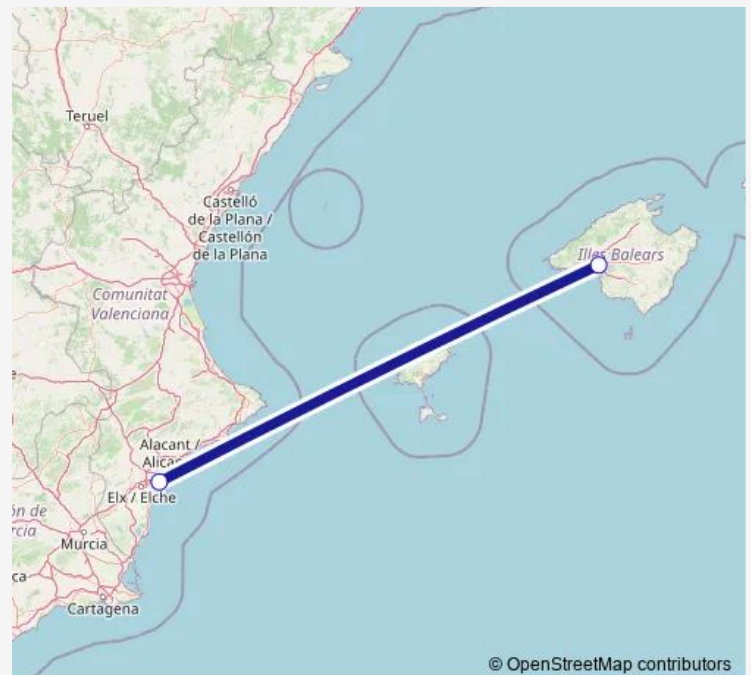 Teruel
Castelló
de la Plana /
Castellón
de la Plana
Illes Balears
Comunitat
Valenciana
Alacant /
Elx / Elche
Murcia
Cartagena
© OpenStreetMap contributors